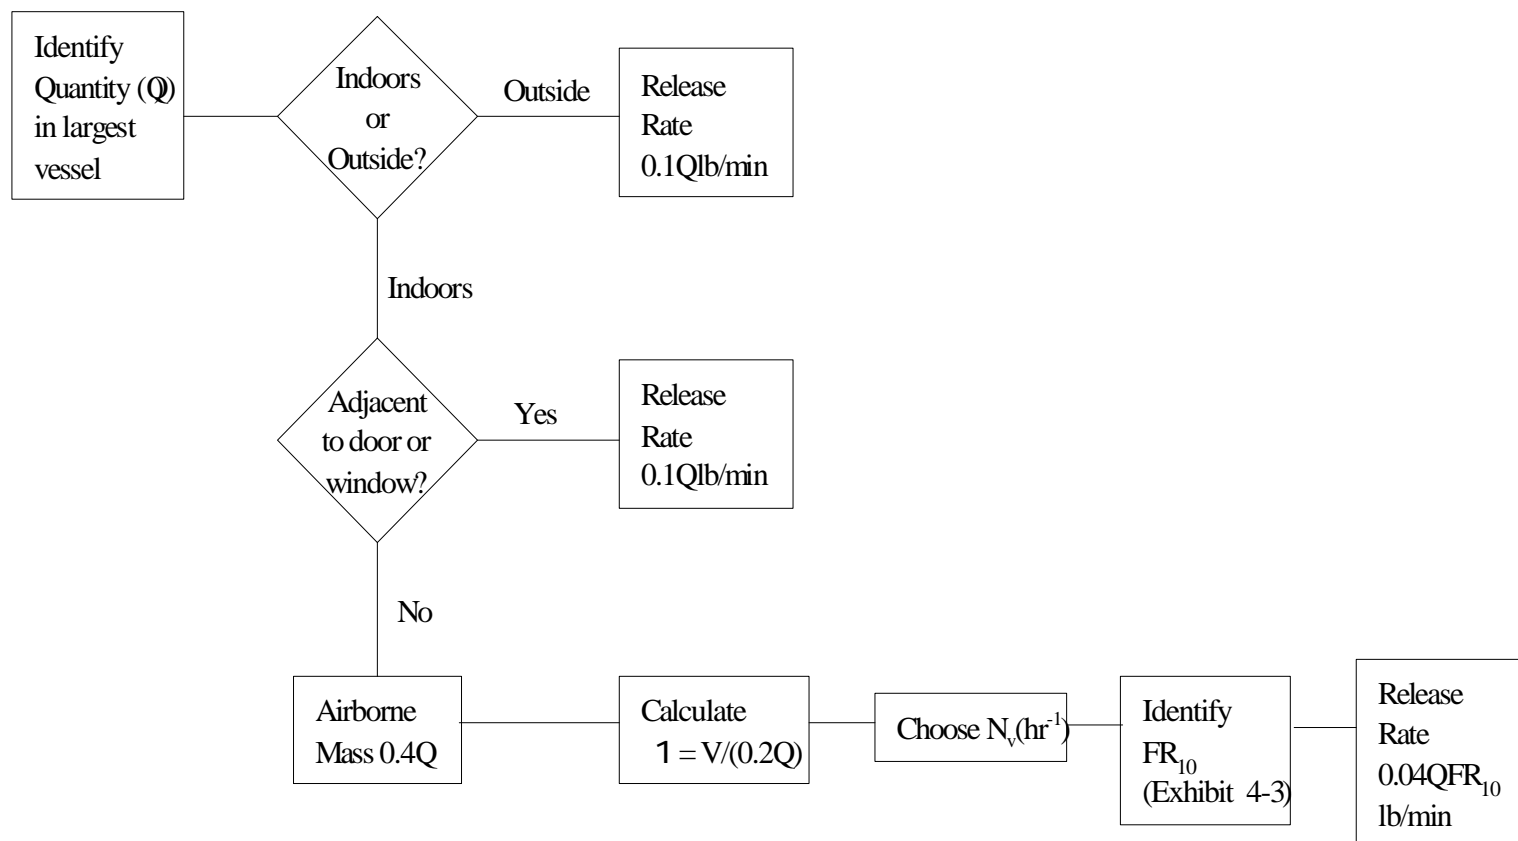 Identify
Quantity (Q)
in largest
vessel
Indoors
or
Outside?
Outside
Release
Rate
0.1Qlb/min
Indoors
Adjacent
to door or
window?
Yes
Release
Rate
0.1Qlb/min
No
Airborne
Mass 0.4Q
Calculate
1 = V/(0.2Q)
Choose Nv(hr-1)
Identify
FR10
(Exhibit 4-3)
Release
Rate
0.04QFR10
lb/min